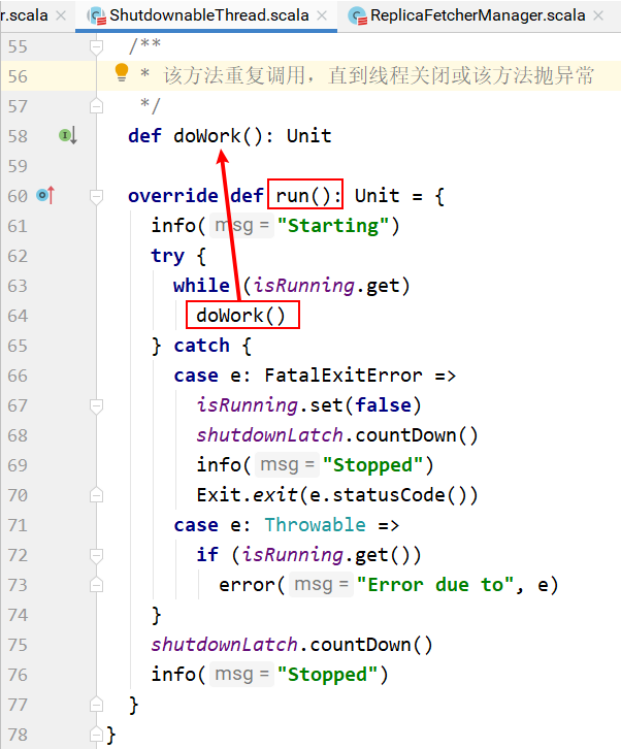 r.scala × ShutdownableThread.scala × ReplicaFetcherManager.scala ×
55 /**
56 * 该方法重复调用，直到线程关闭或该方法抛异常
57 */
58 def doWork(): Unit
59
60 override def run(): Unit = {
61 info( msg = "Starting")
62 try {
63 while (isRunning.get)
64 doWork()
65 } catch {
66 case e: FatalExitError =>
67 isRunning.set(false)
68 shutdownLatch.countDown()
69 info( msg = "Stopped")
70 Exit.exit(e.statusCode())
71 case e: Throwable =>
72 if (isRunning.get())
73 error( msg = "Error due to", e)
74 }
75 shutdownLatch.countDown()
76 info( msg = "Stopped")
77 }
78 }